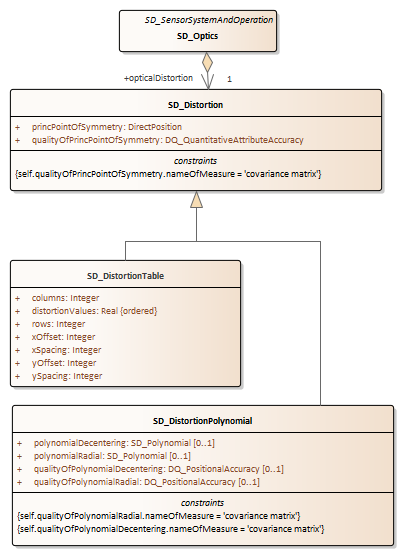 SD_SensorSystemAndOperation
SD_Optics
+opticalDistortion
1
SD_Distortion
+ princPointOfSymmetry: DirectPosition
+ qualityOfPrincPointOfSymmetry: DQ_QuantitativeAttributeAccuracy
constraints
{self.qualityOfPrincPointOfSymmetry.nameOfMeasure = 'covariance matrix'}
SD_DistortionTable
+ columns: Integer
+ distortionValues: Real {ordered}
+ rows: Integer
+ xOffset: Integer
+ xSpacing: Integer
+ yOffset: Integer
+ ySpacing: Integer
SD_DistortionPolynomial
+ polynomialDecentering: SD_Polynomial [0..1]
+ polynomialRadial: SD_Polynomial [0..1]
+ qualityOfPolynomialDecentering: DQ_PositionalAccuracy [0..1]
+ qualityOfPolynomialRadial: DQ_PositionalAccuracy [0..1]
constraints
{self.qualityOfPolynomialRadial.nameOfMeasure = 'covariance matrix'}
{self.qualityOfPolynomialDecentering.nameOfMeasure = 'covariance matrix'}